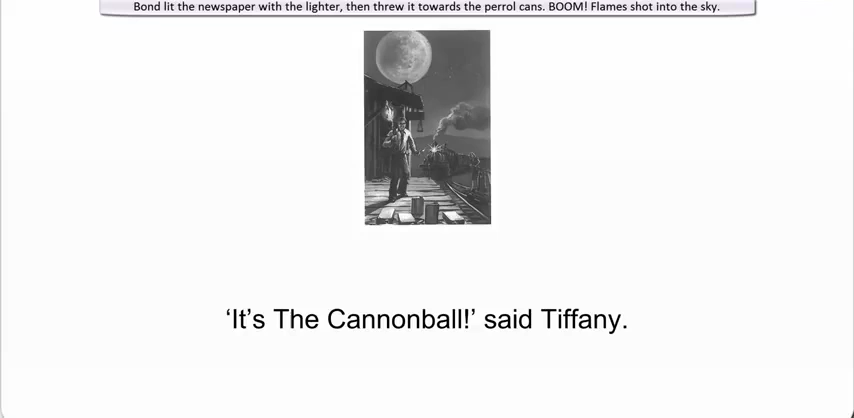 Bond lit the newspaper with the lighter, then threw it towards the perrol cans. BOOM! Flames shot into the sky.
‘It’s The Cannonball!’ said Tiffany.